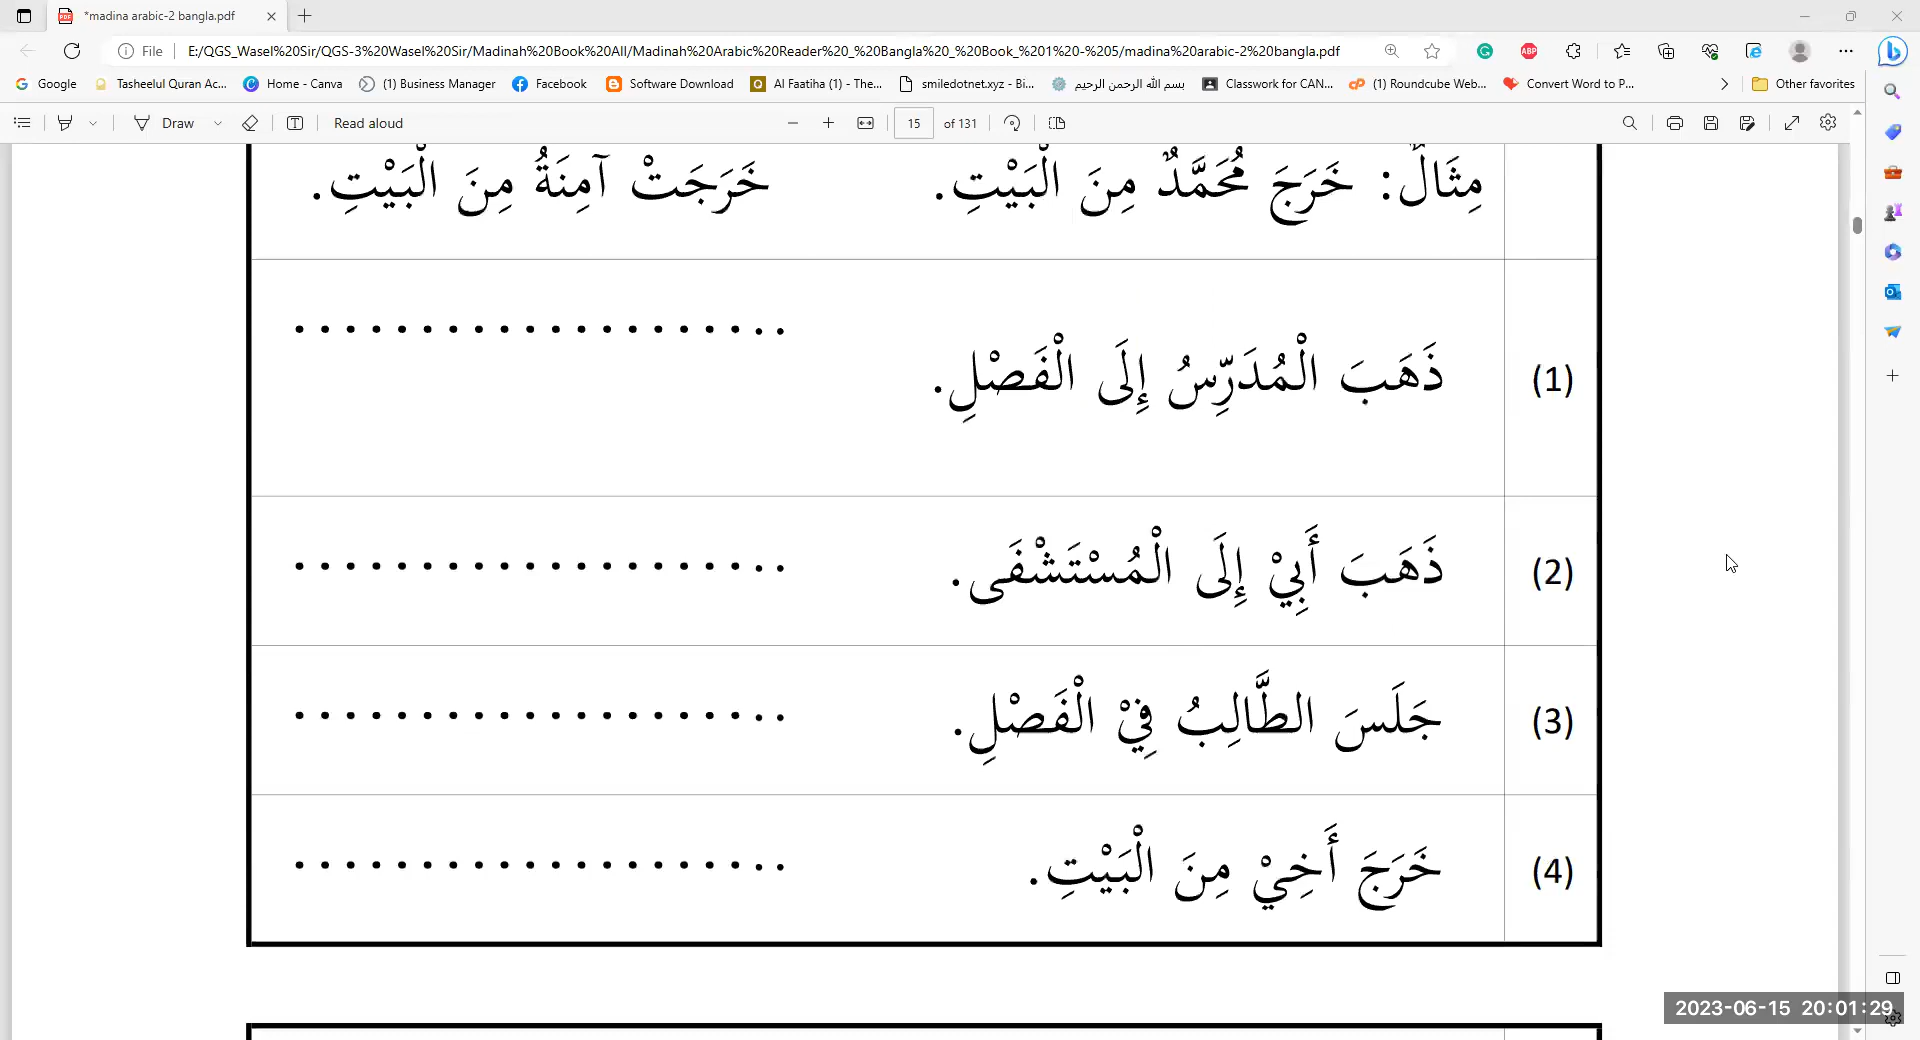 *madina arabic-2 bangla.pdf
File E:/QGS_Wasel%20Sir/QGS-3%20Wasel%20Sir/Madinah%20Book%20All/Madinah%20Arabic%20Reader%20_%20Bangla%20_%20Book_%201%20-%205/madina%20arabic-2%20bangla.pdf
Google Tasheelul Quran Ac... Home - Canva (1) Business Manager Facebook Software Download Al Faatiha (1) - The... smiledotnet.xyz - Bi... بسم الله الرحمن الرحيم Classwork for CAN... (1) Roundcube Web... Convert Word to P... Other favorites
Draw Read aloud 15 of 131
مِثَالٌ: خَرَجَ مُحَمَّدٌ مِنَ الْبَيْتِ. خَرَجَتْ آمِنَةُ مِنَ الْبَيْتِ.
(1) ذَهَبَ الْمُدَرِّسُ إِلَى الْفَصْلِ. ....................
(2) ذَهَبَ أَبِيْ إِلَى الْمُسْتَشْفَى. ....................
(3) جَلَسَ الطَّالِبُ فِيْ الْفَصْلِ. ....................
(4) خَرَجَ أَخِيْ مِنَ الْبَيْتِ. ....................
2023-06-15 20:01:29